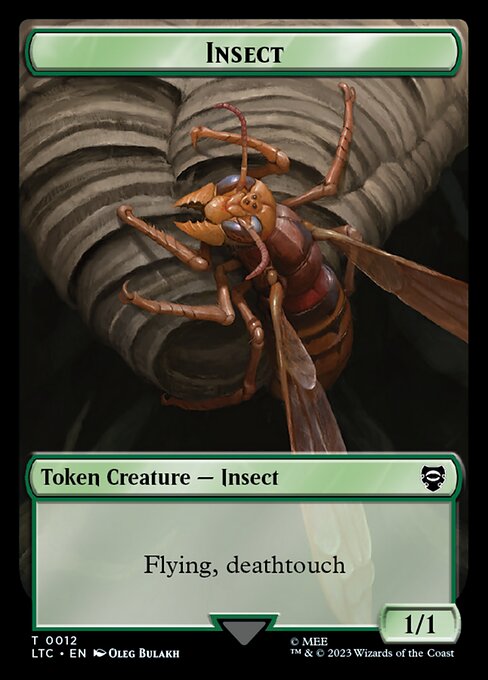 Insect
Token Creature — Insect
Flying, deathtouch
1/1
T 0012
LTC • EN Oleg Bulakh
© MEE
™ & © 2023 Wizards of the Coast